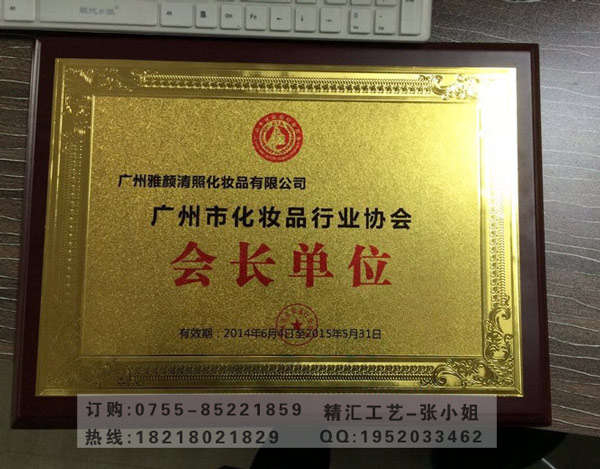 广州雅颜清照化妆品有限公司
广州市化妆品行业协会
会长单位
有效期：2014年6月4日至2015年5月31日
订购:0755-85221859 精汇工艺-张小姐
热线:18218021829 QQ:1952033462